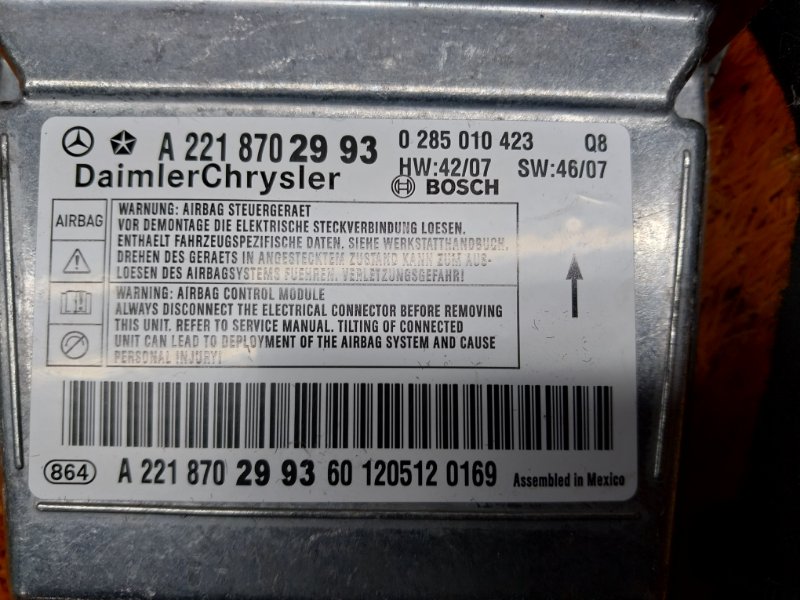 A 221 870 2993 0 285 010 423 Q8
DaimlerChrysler HW:42/07 SW:46/07
BOSCH
AIRBAG
WARNUNG: AIRBAG STEUERGERAET
VOR DEMONTAGE DIE ELEKTRISCHE STECKVERBINDUNG LOESEN.
ENTHAELT FAHRZEUGSPEZIFISCHE DATEN. SIEHE WERKSTATTHANDBUCH.
DREHEN DES GERAETS IN ANGESTECKTEM ZUSTAND KANN ZUM AUS-
LOESEN DES AIRBAGSYSTEMS FUEHREN. VERLETZUNGSGEFAHR!
WARNING: AIRBAG CONTROL MODULE
ALWAYS DISCONNECT THE ELECTRICAL CONNECTOR BEFORE REMOVING
THIS UNIT. REFER TO SERVICE MANUAL. TILTING OF CONNECTED
UNIT CAN LEAD TO DEPLOYMENT OF THE AIRBAG SYSTEM AND CAUSE
PERSONAL INJURY!
864 A 221 870 2993 60 120512 0169 Assembled in Mexico